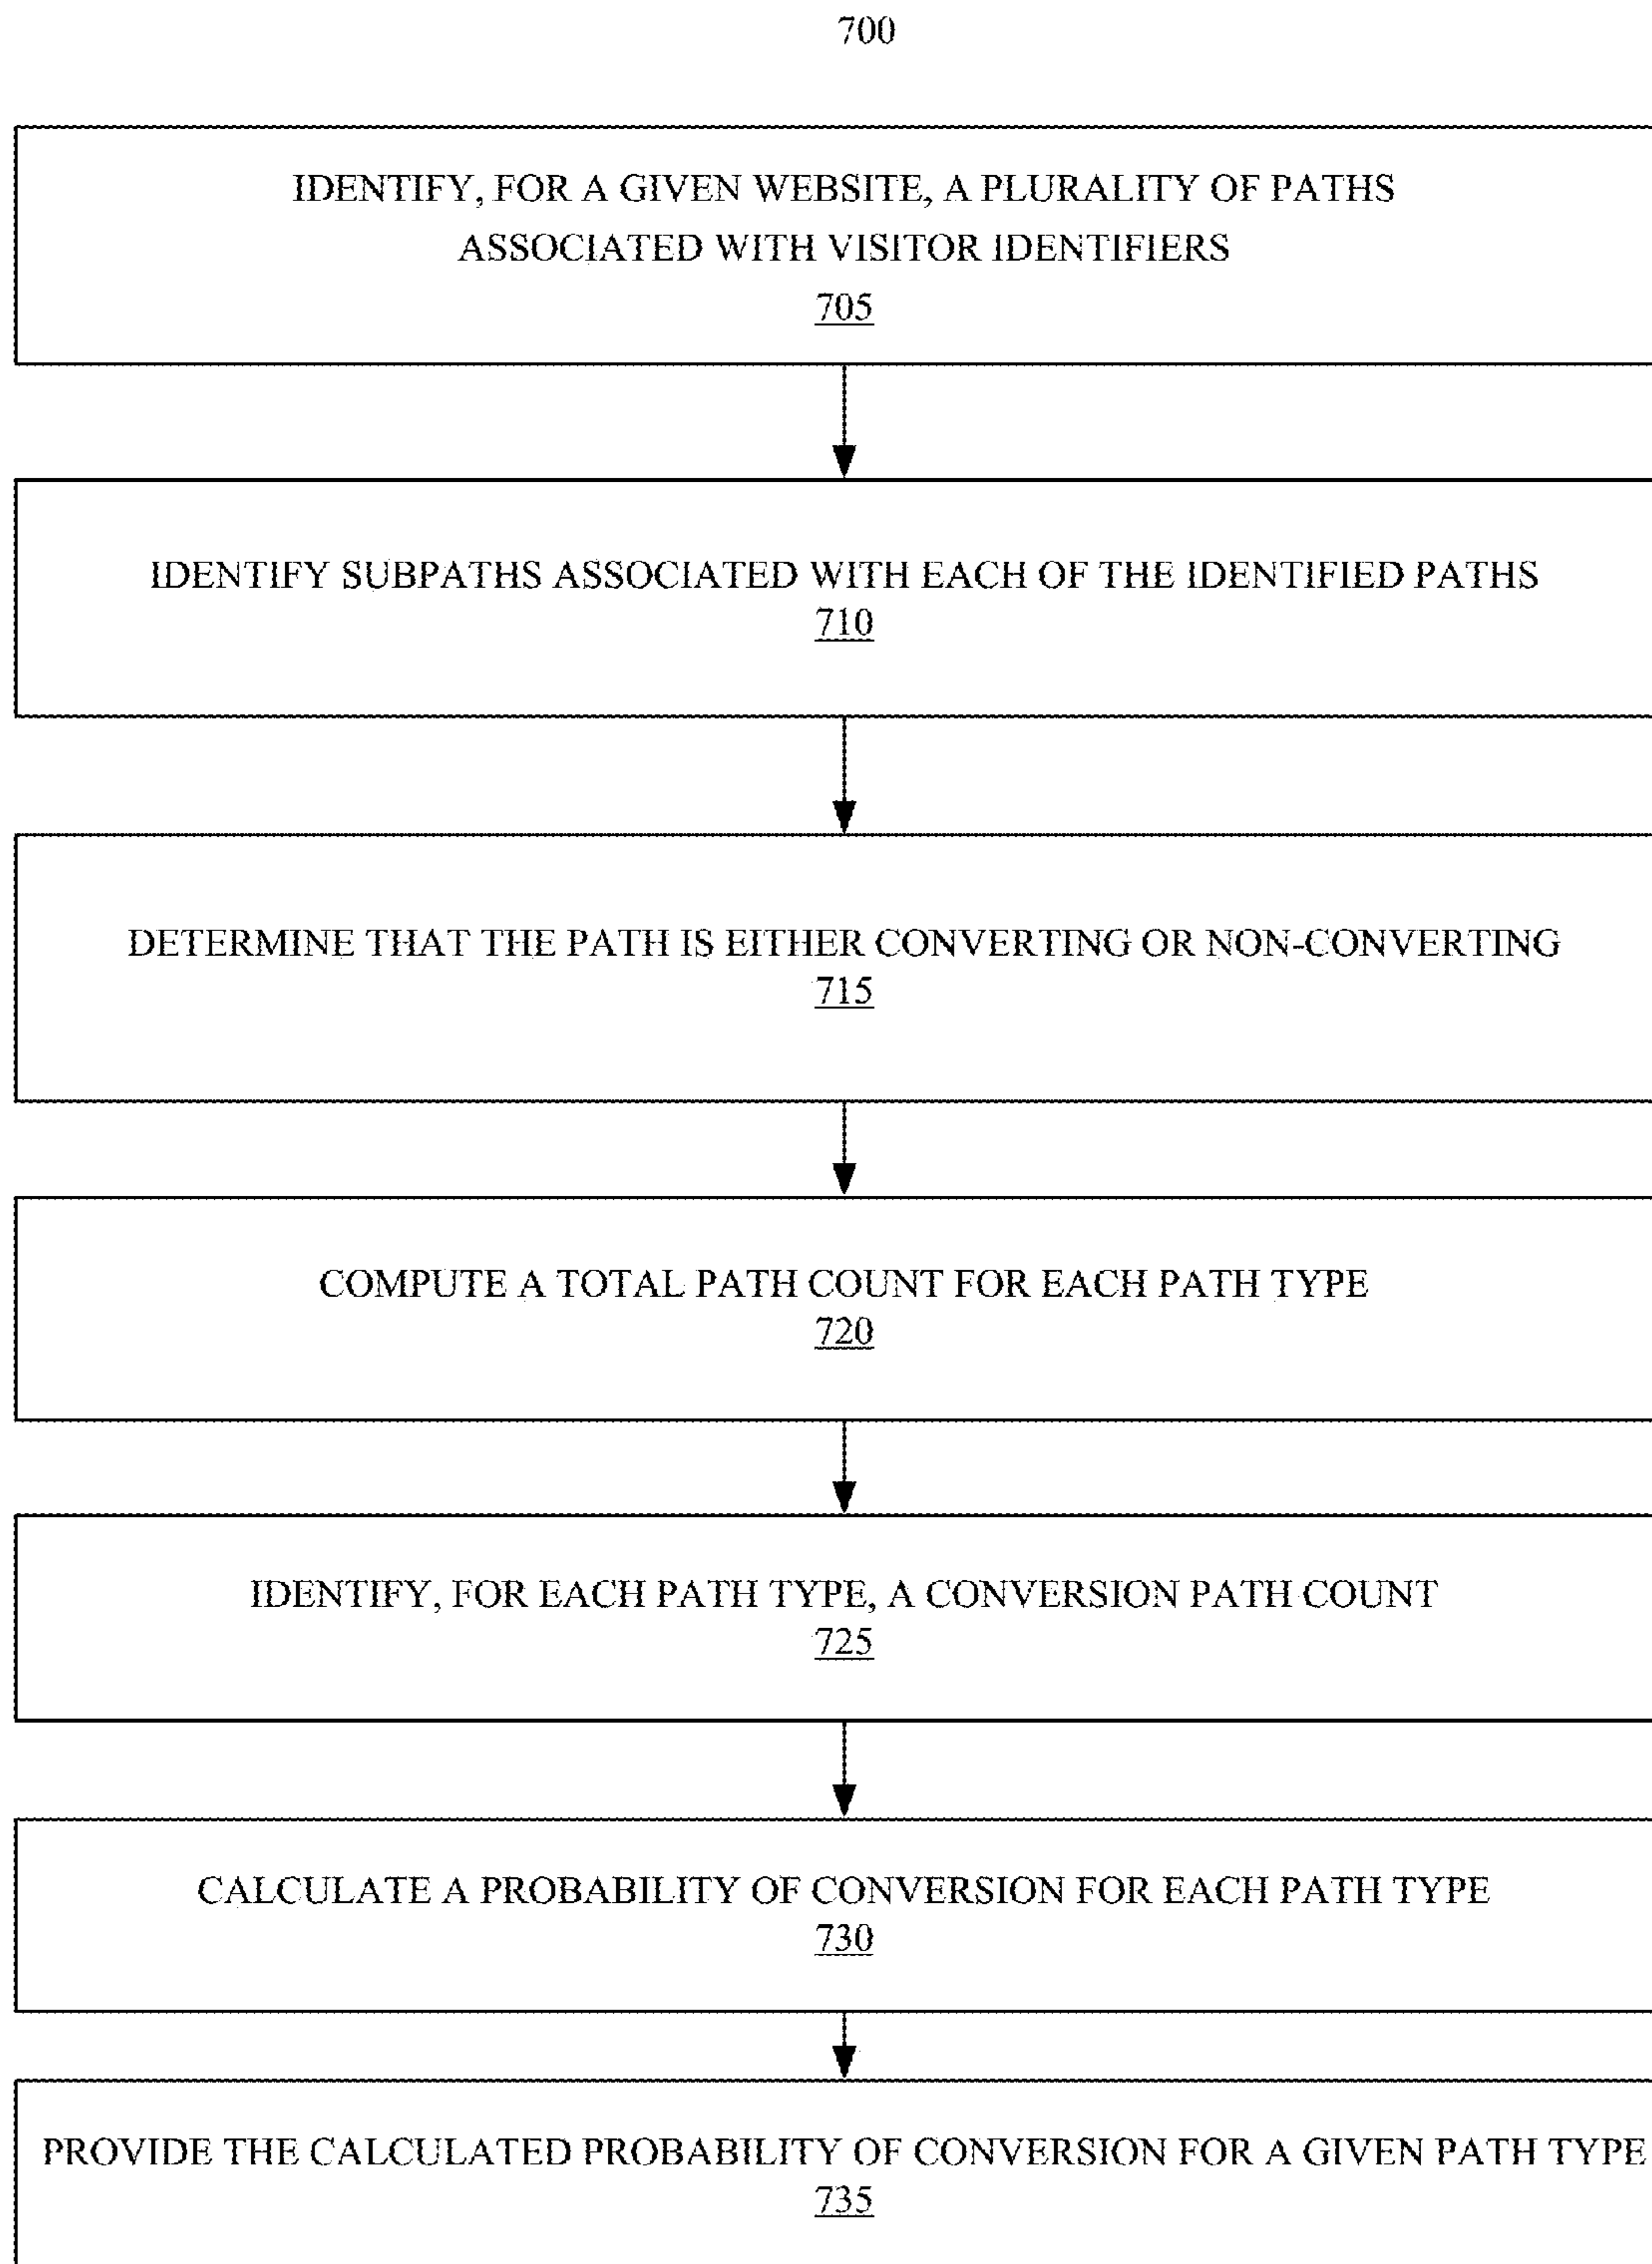 700
IDENTIFY, FOR A GIVEN WEBSITE, A PLURALITY OF PATHS
ASSOCIATED WITH VISITOR IDENTIFIERS
705
IDENTIFY SUBPATHS ASSOCIATED WITH EACH OF THE IDENTIFIED PATHS
710
DETERMINE THAT THE PATH IS EITHER CONVERTING OR NON-CONVERTING
715
COMPUTE A TOTAL PATH COUNT FOR EACH PATH TYPE
720
IDENTIFY, FOR EACH PATH TYPE, A CONVERSION PATH COUNT
725
CALCULATE A PROBABILITY OF CONVERSION FOR EACH PATH TYPE
730
PROVIDE THE CALCULATED PROBABILITY OF CONVERSION FOR A GIVEN PATH TYPE
735